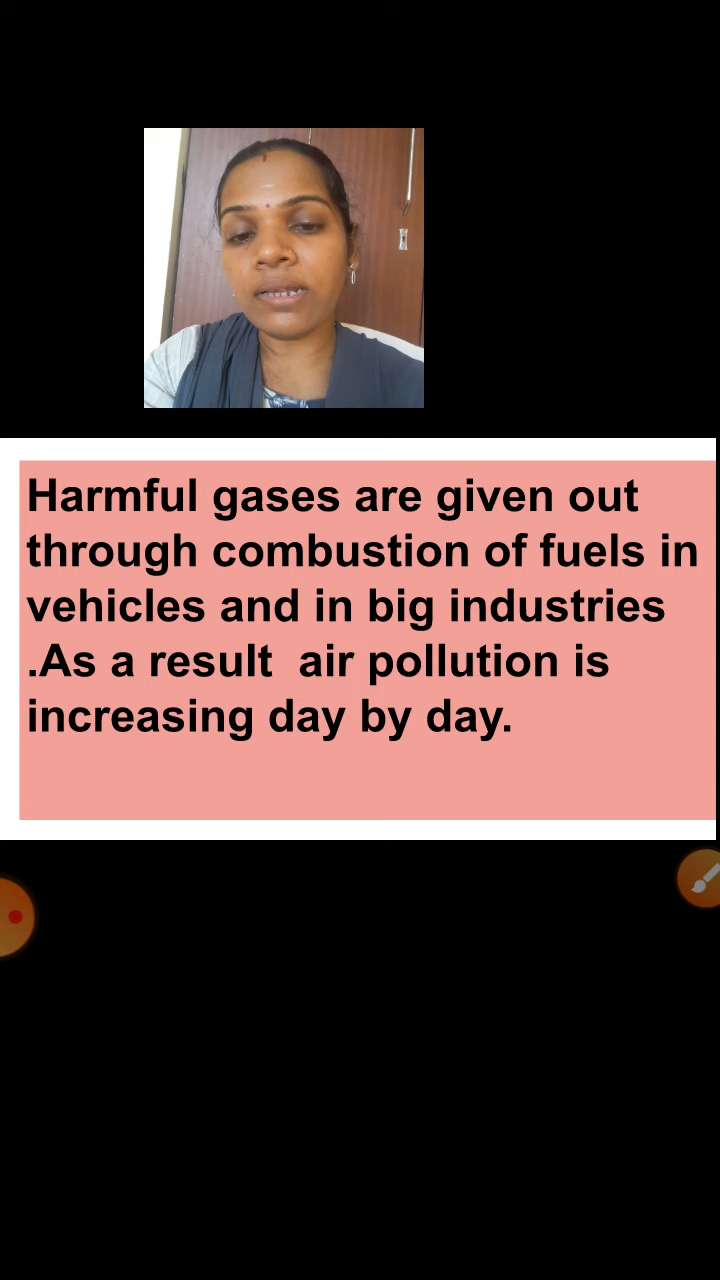 Harmful gases are given out
through combustion of fuels in
vehicles and in big industries
.As a result  air pollution is
increasing day by day.